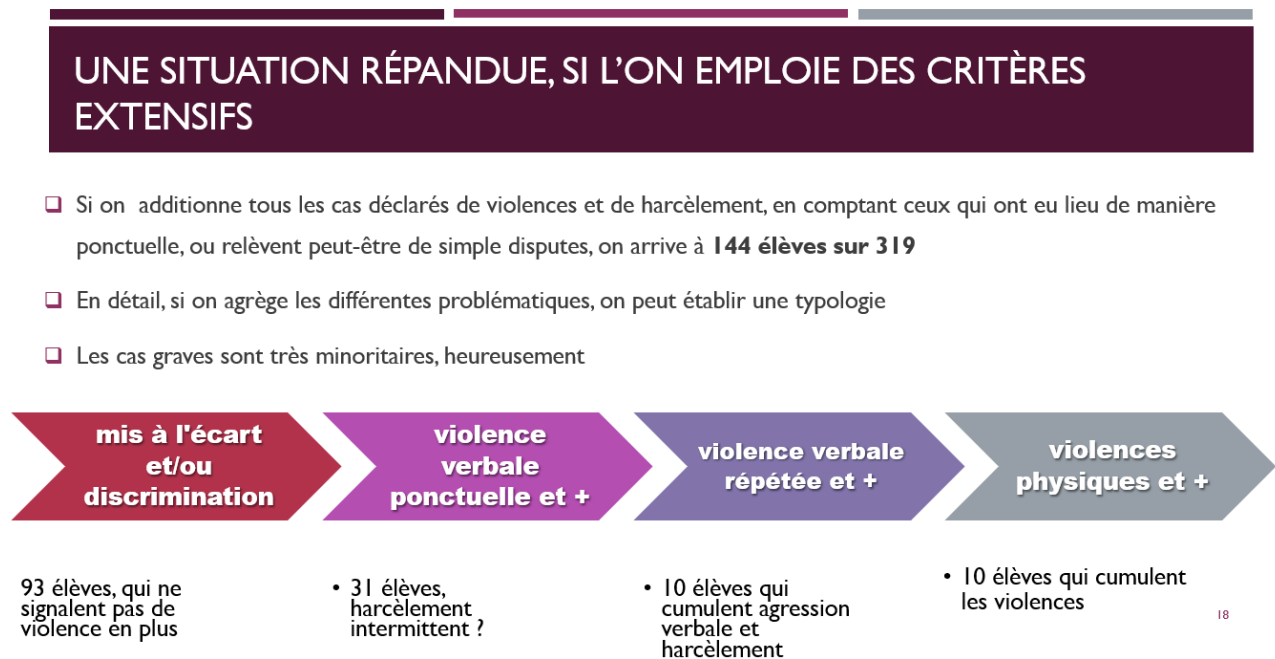 UNE SITUATION RÉPANDUE, SI L’ON EMPLOIE DES CRITÈRES
EXTENSIFS
Si on additionne tous les cas déclarés de violences et de harcèlement, en comptant ceux qui ont eu lieu de manière
ponctuelle, ou relèvent peut-être de simple disputes, on arrive à 144 élèves sur 319
En détail, si on agrège les différentes problématiques, on peut établir une typologie
Les cas graves sont très minoritaires, heureusement
mis à l'écart
et/ou
discrimination
violence
verbale
ponctuelle et +
violence verbale
répétée et +
violences
physiques et +
93 élèves, qui ne
signalent pas de
violence en plus
• 31 élèves,
harcèlement
intermittent ?
• 10 élèves qui
cumulent agression
verbale et
harcèlement
• 10 élèves qui cumulent
les violences
18